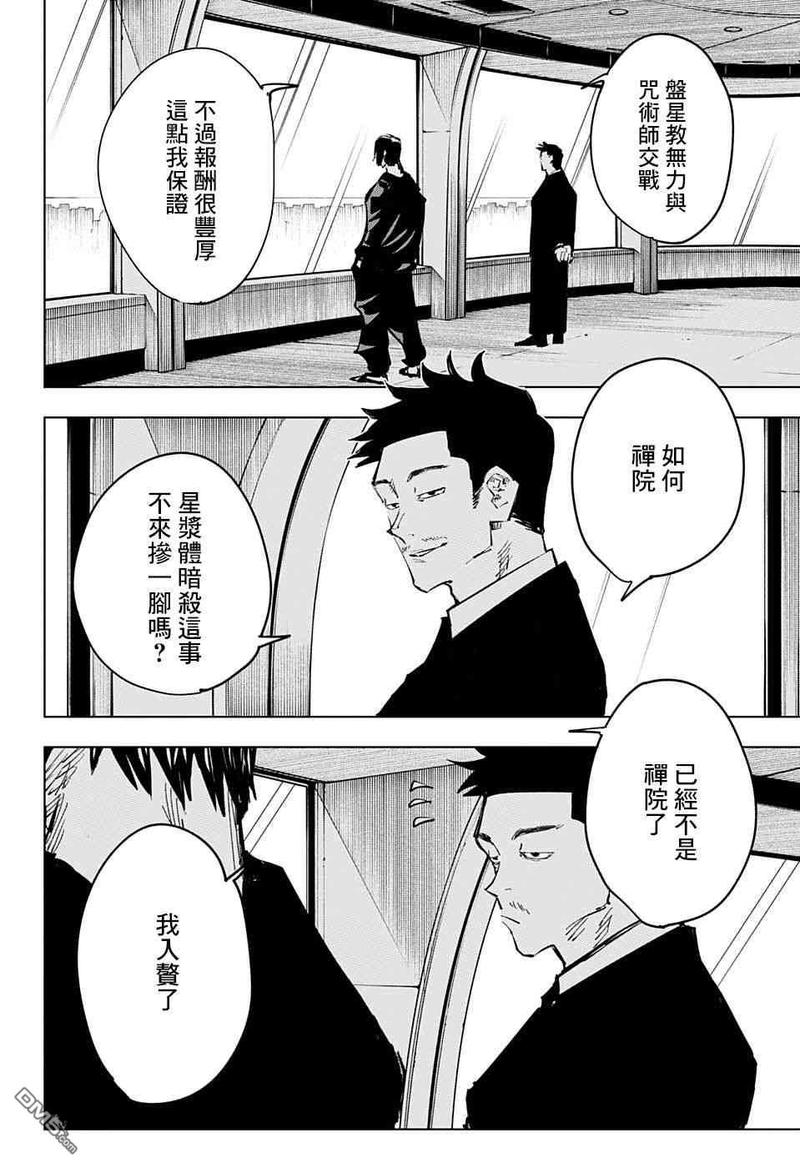 盤星教無力與
咒術師交戰
不過報酬很豐厚
這點我保證
如何
禪院
星漿體暗殺這事
不來摻一腳嗎？
已經不是
禪院了
我入贅了
DM5.com